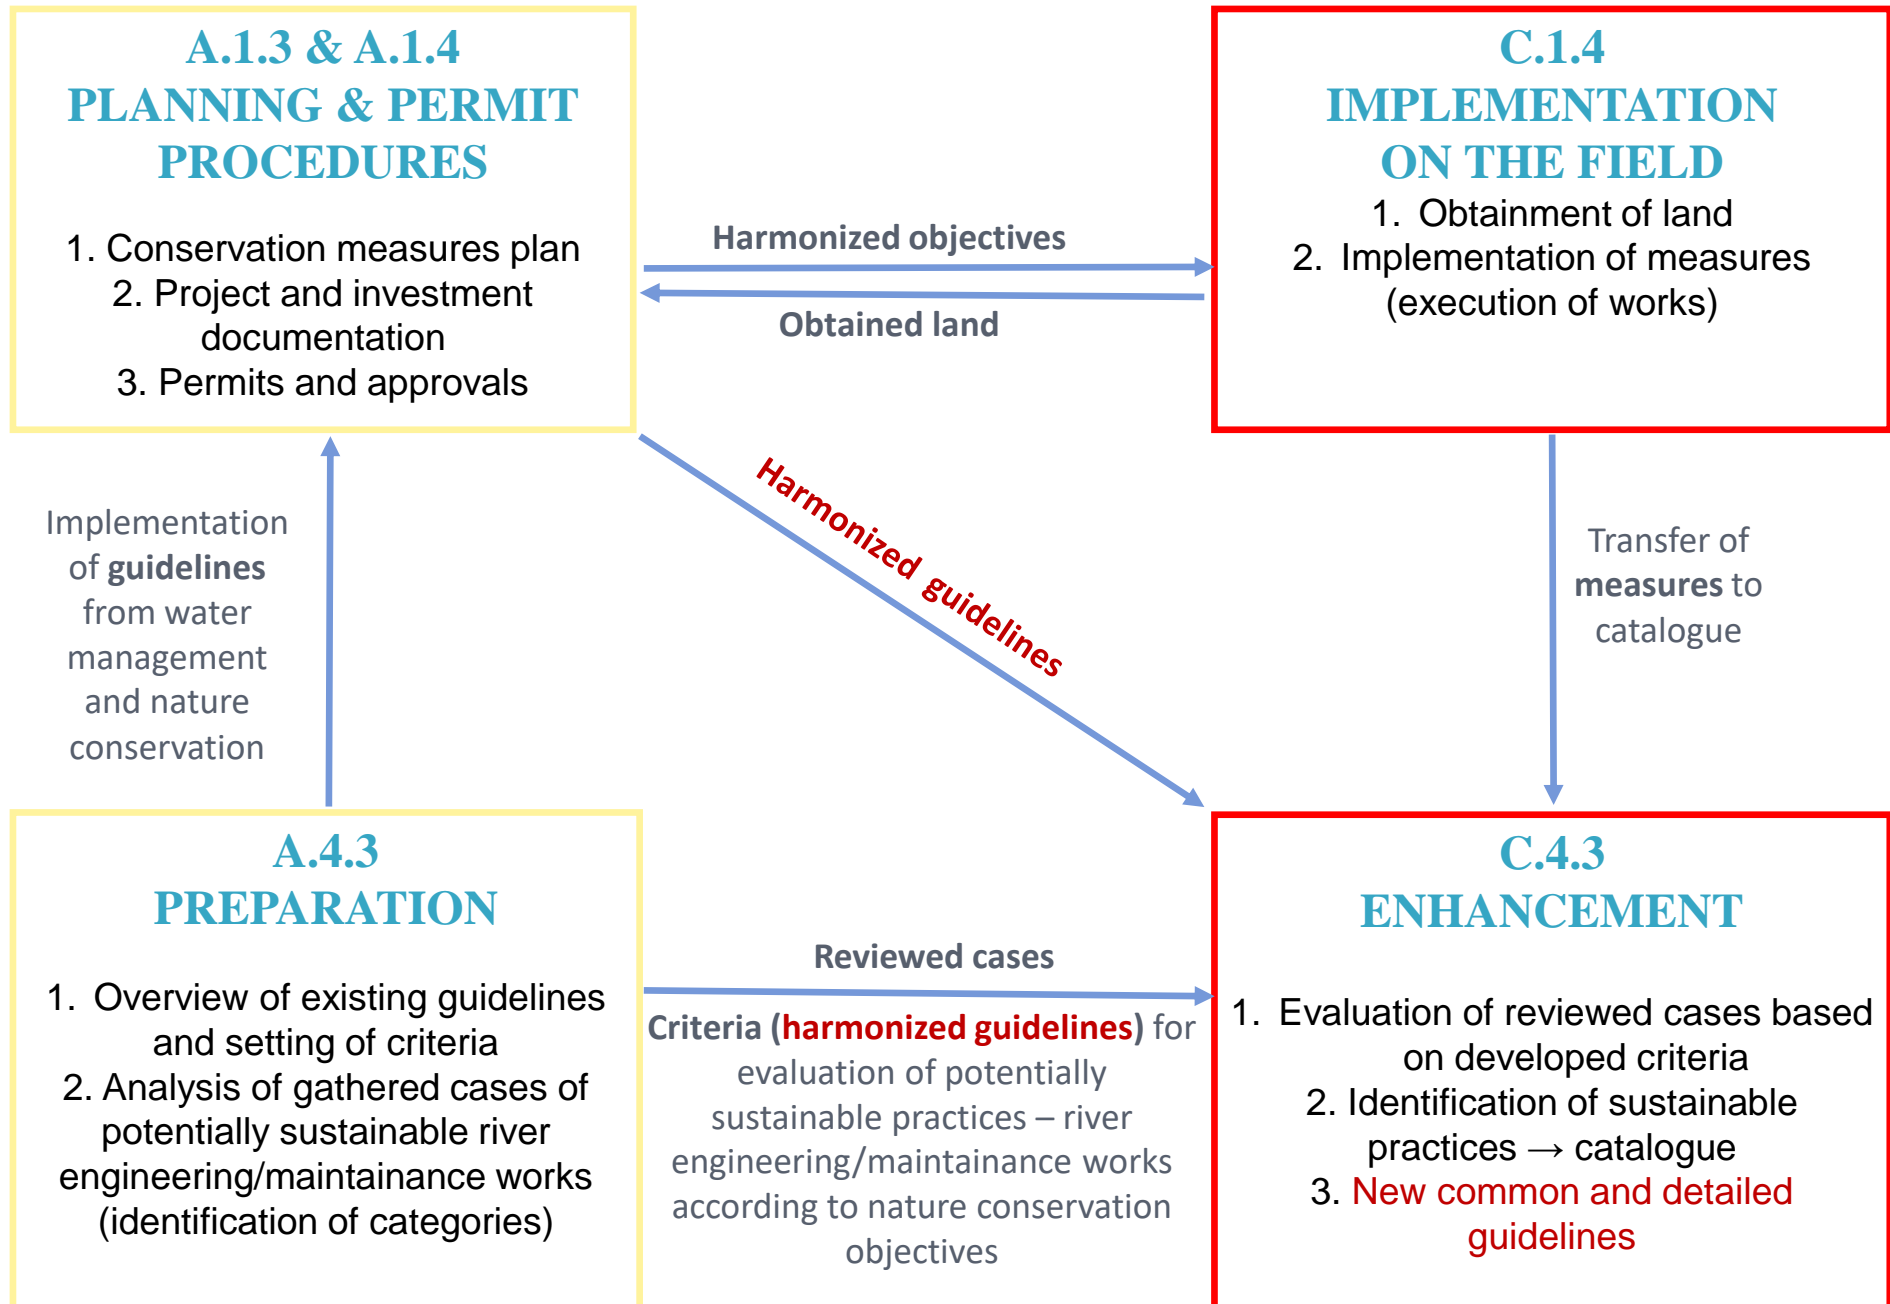 A.1.3 & A.1.4
PLANNING & PERMIT
PROCEDURES
1. Conservation measures plan
2. Project and investment
documentation
3. Permits and approvals
Harmonized objectives
Obtained land
C.1.4
IMPLEMENTATION
ON THE FIELD
1. Obtainment of land
2. Implementation of measures
(execution of works)
Implementation
of guidelines
from water
management
and nature
conservation
Harmonized guidelines
Transfer of
measures to
catalogue
A.4.3
PREPARATION
1. Overview of existing guidelines
and setting of criteria
2. Analysis of gathered cases of
potentially sustainable river
engineering/maintainance works
(identification of categories)
Reviewed cases
Criteria (harmonized guidelines) for
evaluation of potentially
sustainable practices – river
engineering/maintainance works
according to nature conservation
objectives
C.4.3
ENHANCEMENT
1. Evaluation of reviewed cases based
on developed criteria
2. Identification of sustainable
practices → catalogue
3. New common and detailed
guidelines